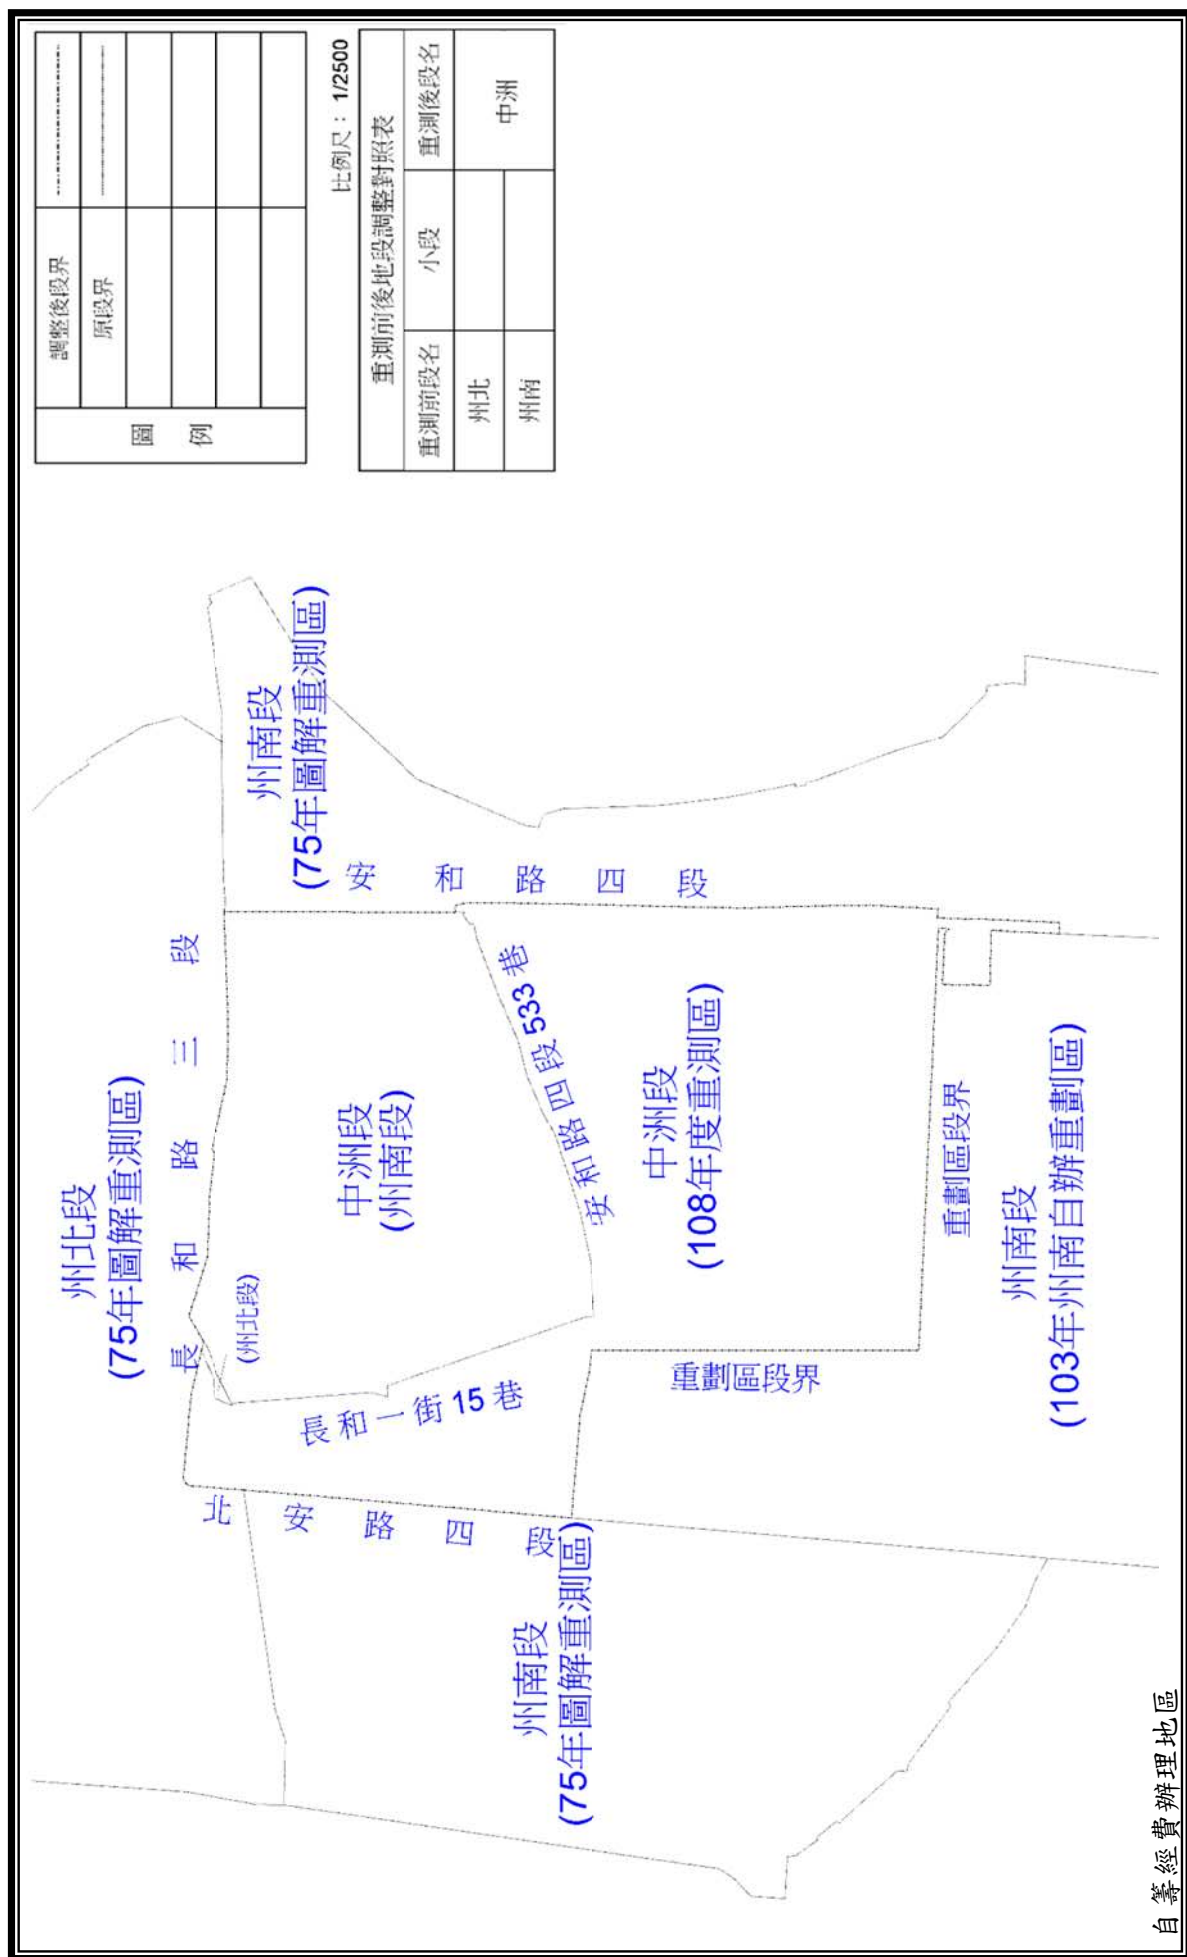 圖例
調整後段界
原段界
比例尺：1/2500
重測前後地段調整對照表
重測前段名 小段 重測後段名
州北 中洲
州南
州北段
(75年圖解重測區)
長和路三段
(州北段)
中洲段
(州南段)
州南段
(75年圖解重測區)
安和路四段
長和一街15巷
安和路四段533巷
北安路四段
州南段
(75年圖解重測區)
中洲段
(108年度重測區)
重劃區段界
重劃區段界
州南段
(103年州南自辦重劃區)
自籌經費辦理地區